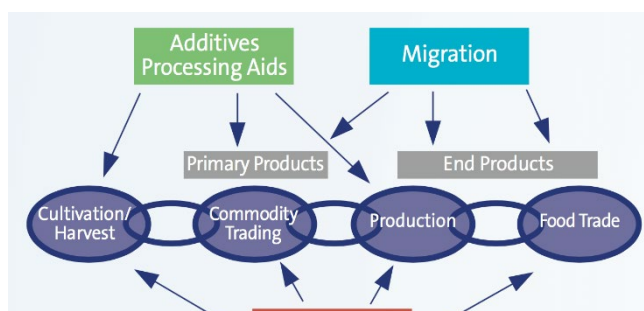 Additives
Processing Aids
Migration
Primary Products
End Products
Cultivation/
Harvest
Commodity
Trading
Production
Food Trade